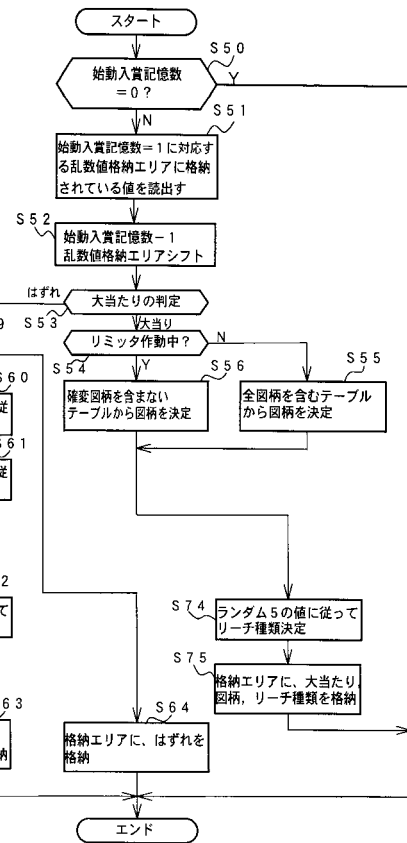 スタート
S50
始動入賞記憶数
＝0？
Y
N
S51
始動入賞記憶数＝1に対応す
る乱数値格納エリアに格納
されている値を読出す
S52
始動入賞記憶数－1
乱数値格納エリアシフト
はずれ
大当たりの判定
S53
大当り
9
リミッタ作動中？
N
S54
Y
S56
S55
確変図柄を含まない
テーブルから図柄を決定
全図柄を含むテーブル
から図柄を決定
S60
従
S61
従
2
て
S74
ランダム5の値に従って
リーチ種類決定
S75
格納エリアに、大当たり,
図柄，リーチ種類を格納
63
納
S64
格納エリアに、はずれを
格納
エンド